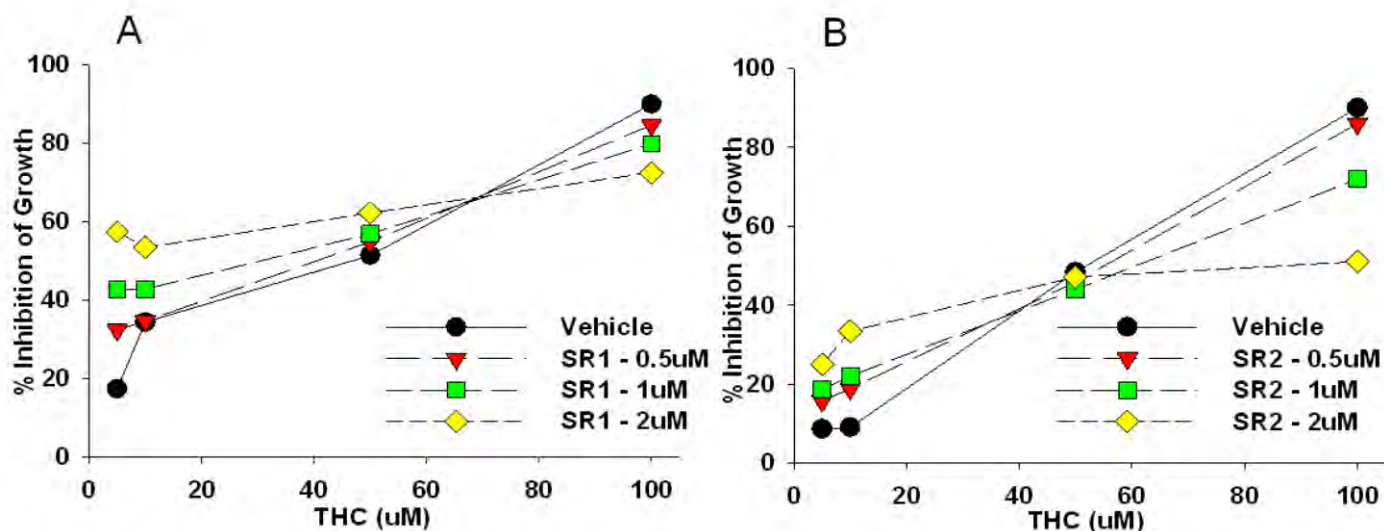 A
% Inhibition of Growth
100
80
60
40
20
0
0 20 40 60 80 100
THC (uM)
Vehicle
SR1 - 0.5uM
SR1 - 1uM
SR1 - 2uM
B
% Inhibition of Growth
100
80
60
40
20
0
0 20 40 60 80 100
THC (uM)
Vehicle
SR2 - 0.5uM
SR2 - 1uM
SR2 - 2uM